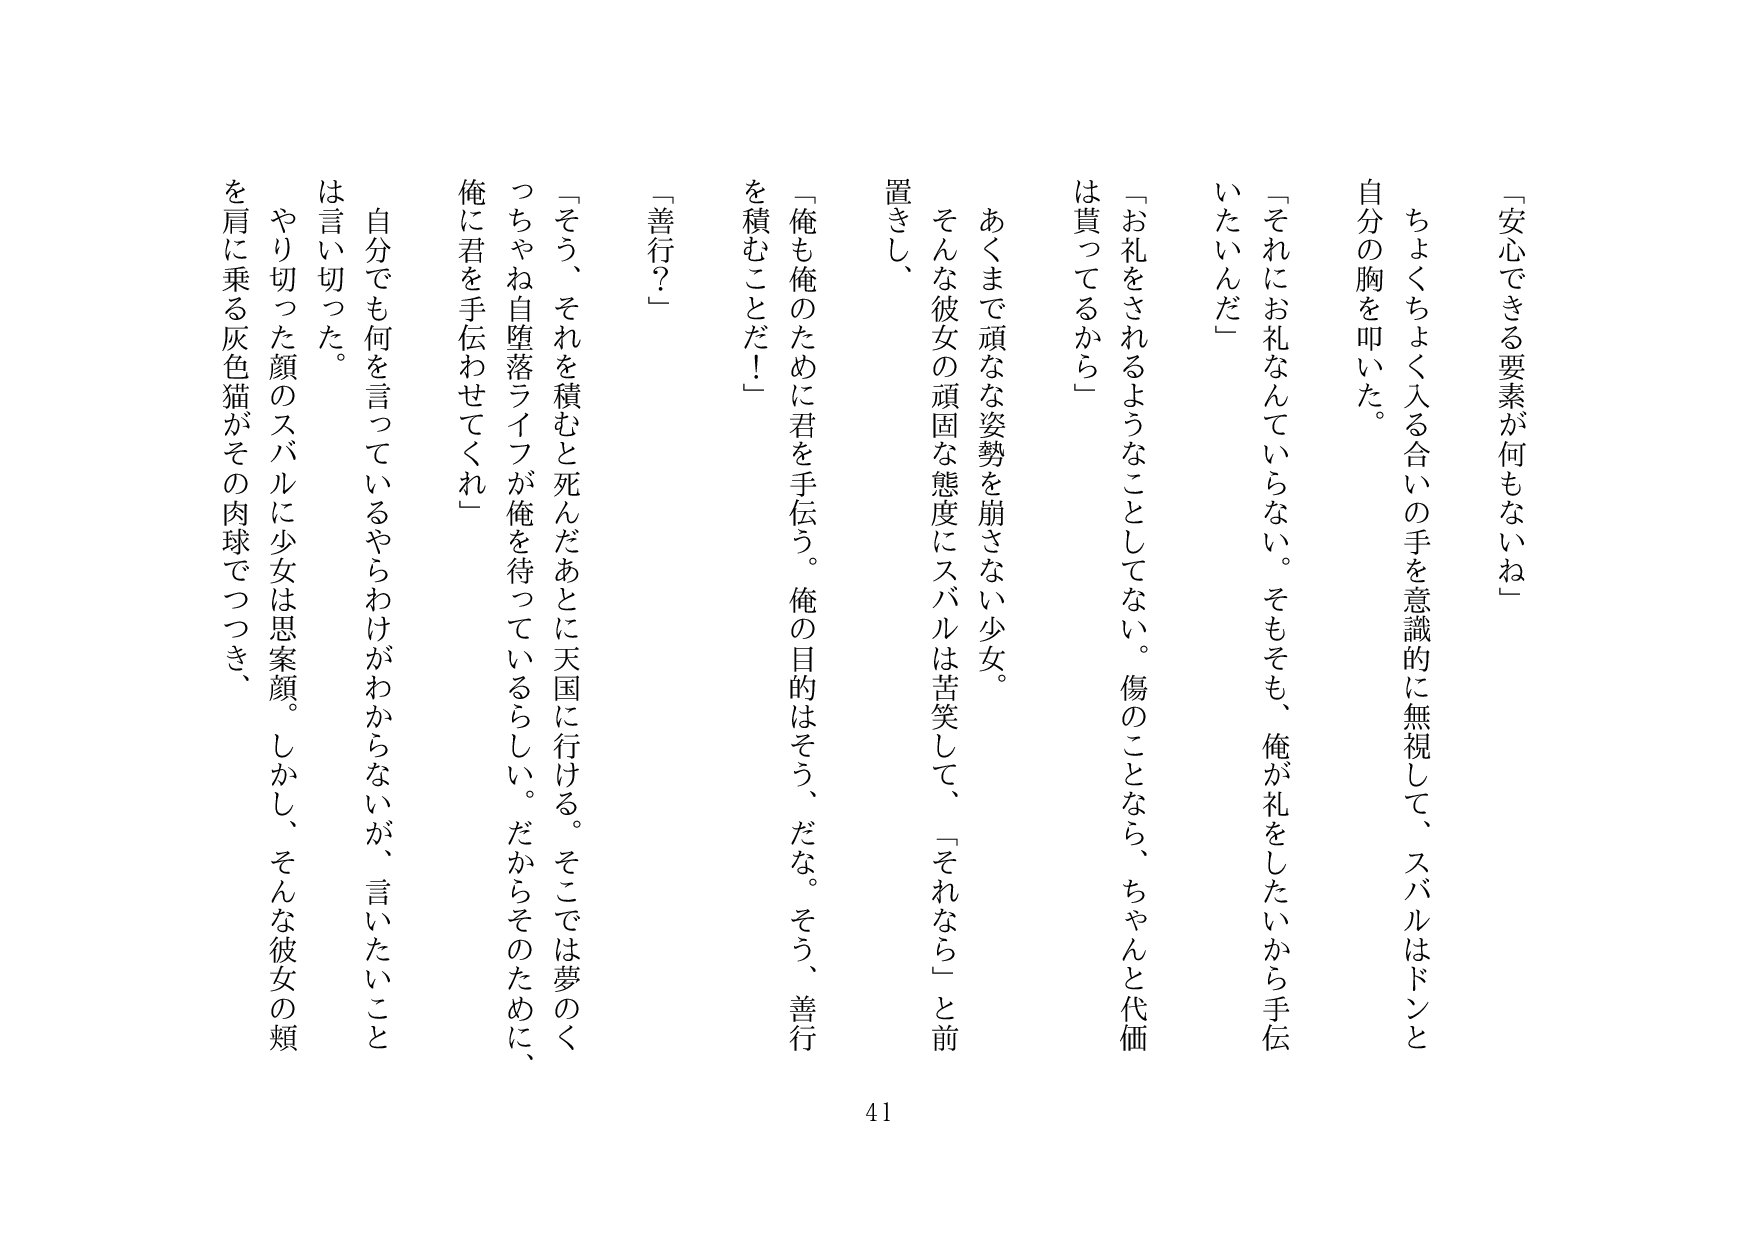 「安心できる要素が何もないね」
ちょくちょく入る合いの手を意識的に無視して、スバルはドンと
自分の胸を叩いた。
「それにお礼なんていらない。そもそも、俺が礼をしたいから手伝
いたいんだ」
「お礼をされるようなことしてない。傷のことなら、ちゃんと代価
は貰ってるから」
あくまで頑なな姿勢を崩さない少女。
そんな彼女の頑固な態度にスバルは苦笑して、「それなら」と前
置きし、
「俺も俺のために君を手伝う。俺の目的はそう、だな。そう、善行
を積むことだ！」
「善行？」
「そう、それを積むと死んだあとに天国に行ける。そこでは夢のく
っちゃね自堕落ライフが俺を待っているらしい。だからそのために、
俺に君を手伝わせてくれ」
自分でも何を言っているやらわけがわからないが、言いたいこと
は言い切った。
やり切った顔のスバルに少女は思案顔。しかし、そんな彼女の頬
を肩に乗る灰色猫がその肉球でつつき、
41